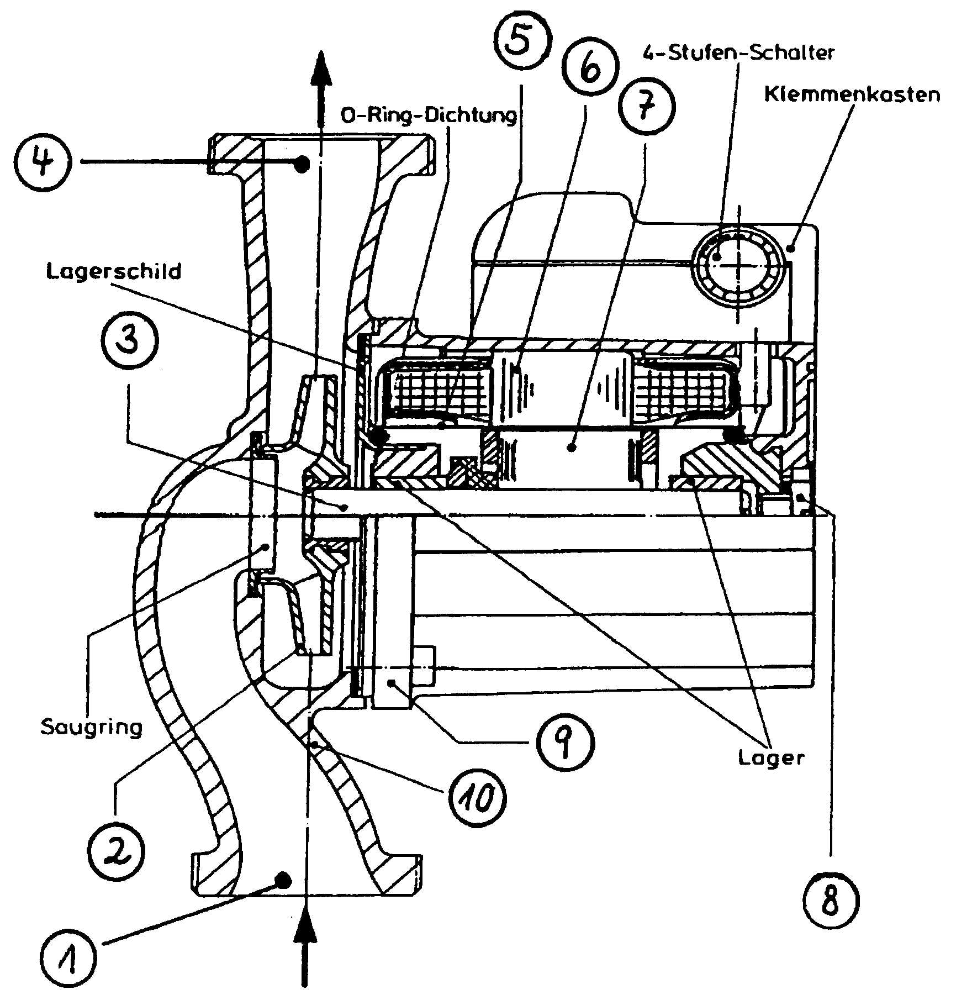 5
6
4-Stufen-Schalter
7
Klemmenkasten
O-Ring-Dichtung
4
Lagerschild
3
Saugring
9
Lager
10
2
8
1